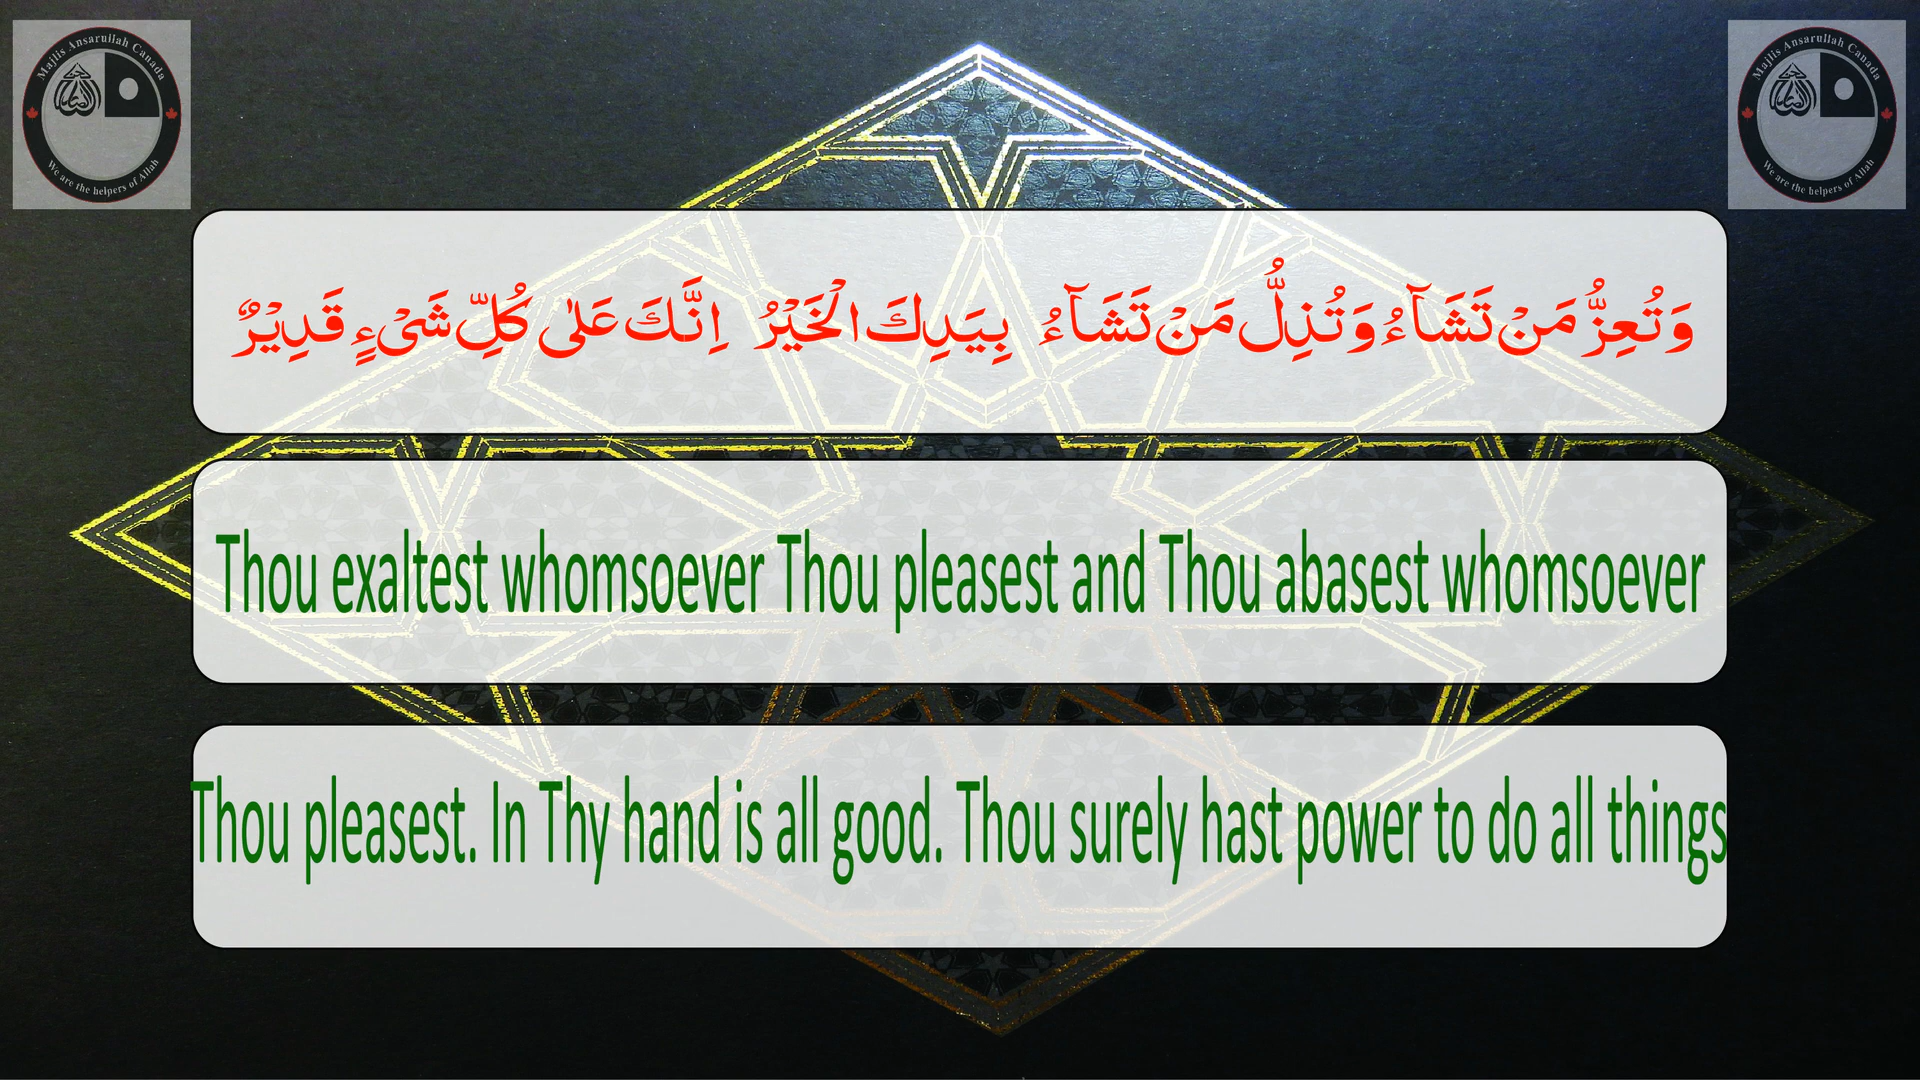 Majlis Ansarullah Canada
We are the helpers of Allah
Majlis Ansarullah Canada
We are the helpers of Allah
وَتُعِزُّ مَنْ تَشَآءُ وَتُذِلُّ مَنْ تَشَآءُ بِيَدِكَ الْخَيْرُ اِنَّكَ عَلٰى كُلِّ شَىْءٍ قَدِيْرٌ
Thou exaltest whomsoever Thou pleasest and Thou abasest whomsoever
Thou pleasest. In Thy hand is all good. Thou surely hast power to do all things